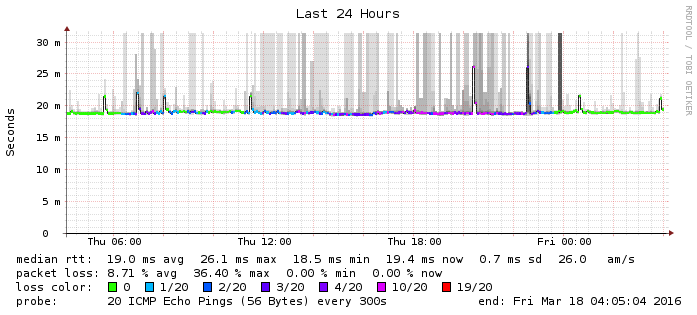 Last 24 Hours
RRDTOOL / TOBI OETIKER
Seconds
30 m
25 m
20 m
15 m
10 m
5 m
0
Thu 06:00 Thu 12:00 Thu 18:00 Fri 00:00
median rtt: 19.0 ms avg 26.1 ms max 18.5 ms min 19.4 ms now 0.7 ms sd 26.0 am/s
packet loss: 8.71 % avg 36.40 % max 0.00 % min 0.00 % now
loss color: 0 1/20 2/20 3/20 4/20 10/20 19/20
probe: 20 ICMP Echo Pings (56 Bytes) every 300s end: Fri Mar 18 04:05:04 2016